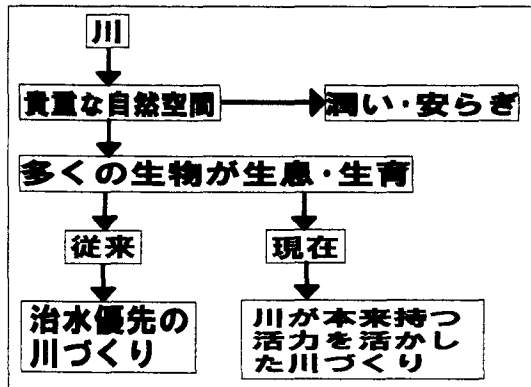 川
貴重な自然空間
潤い・安らぎ
多くの生物が生息・生育
従来
現在
治水優先の
川づくり
川が本来持つ
活力を活かし
た川づくり